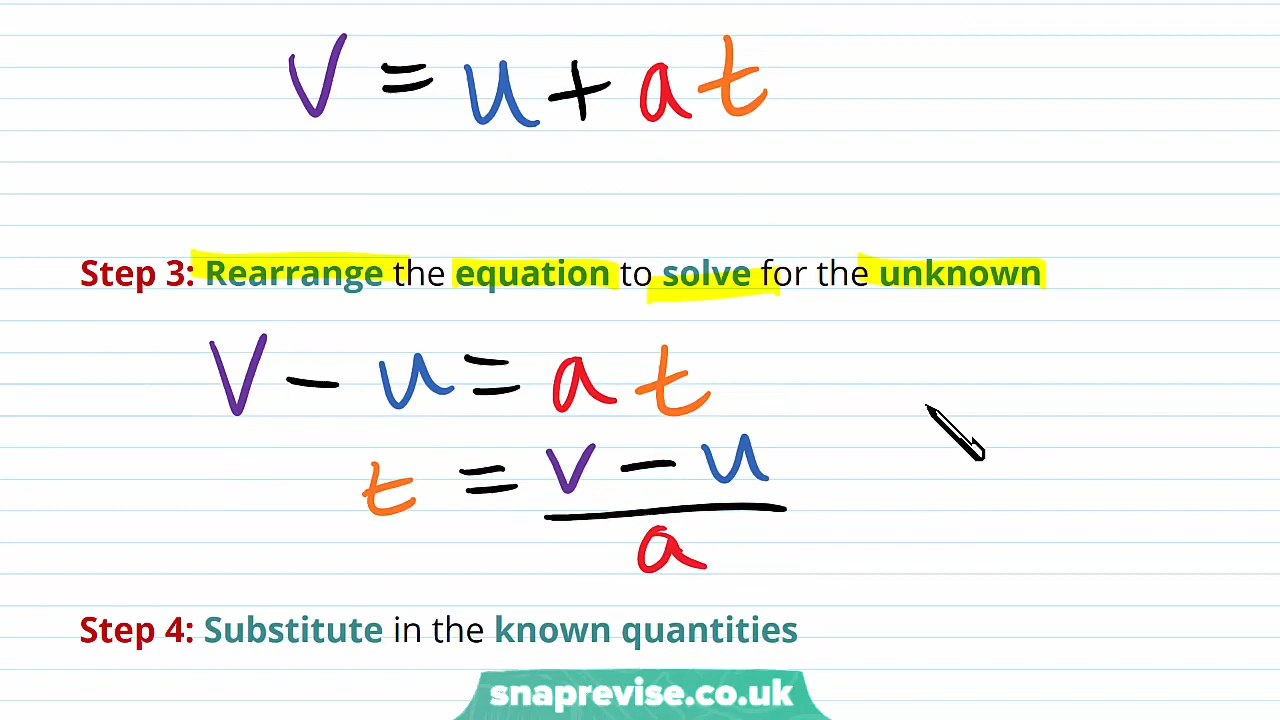 v = u + at
Step 3: Rearrange the equation to solve for the unknown
v − u = at
t = v − u
a
Step 4: Substitute in the known quantities
snaprevise.co.uk